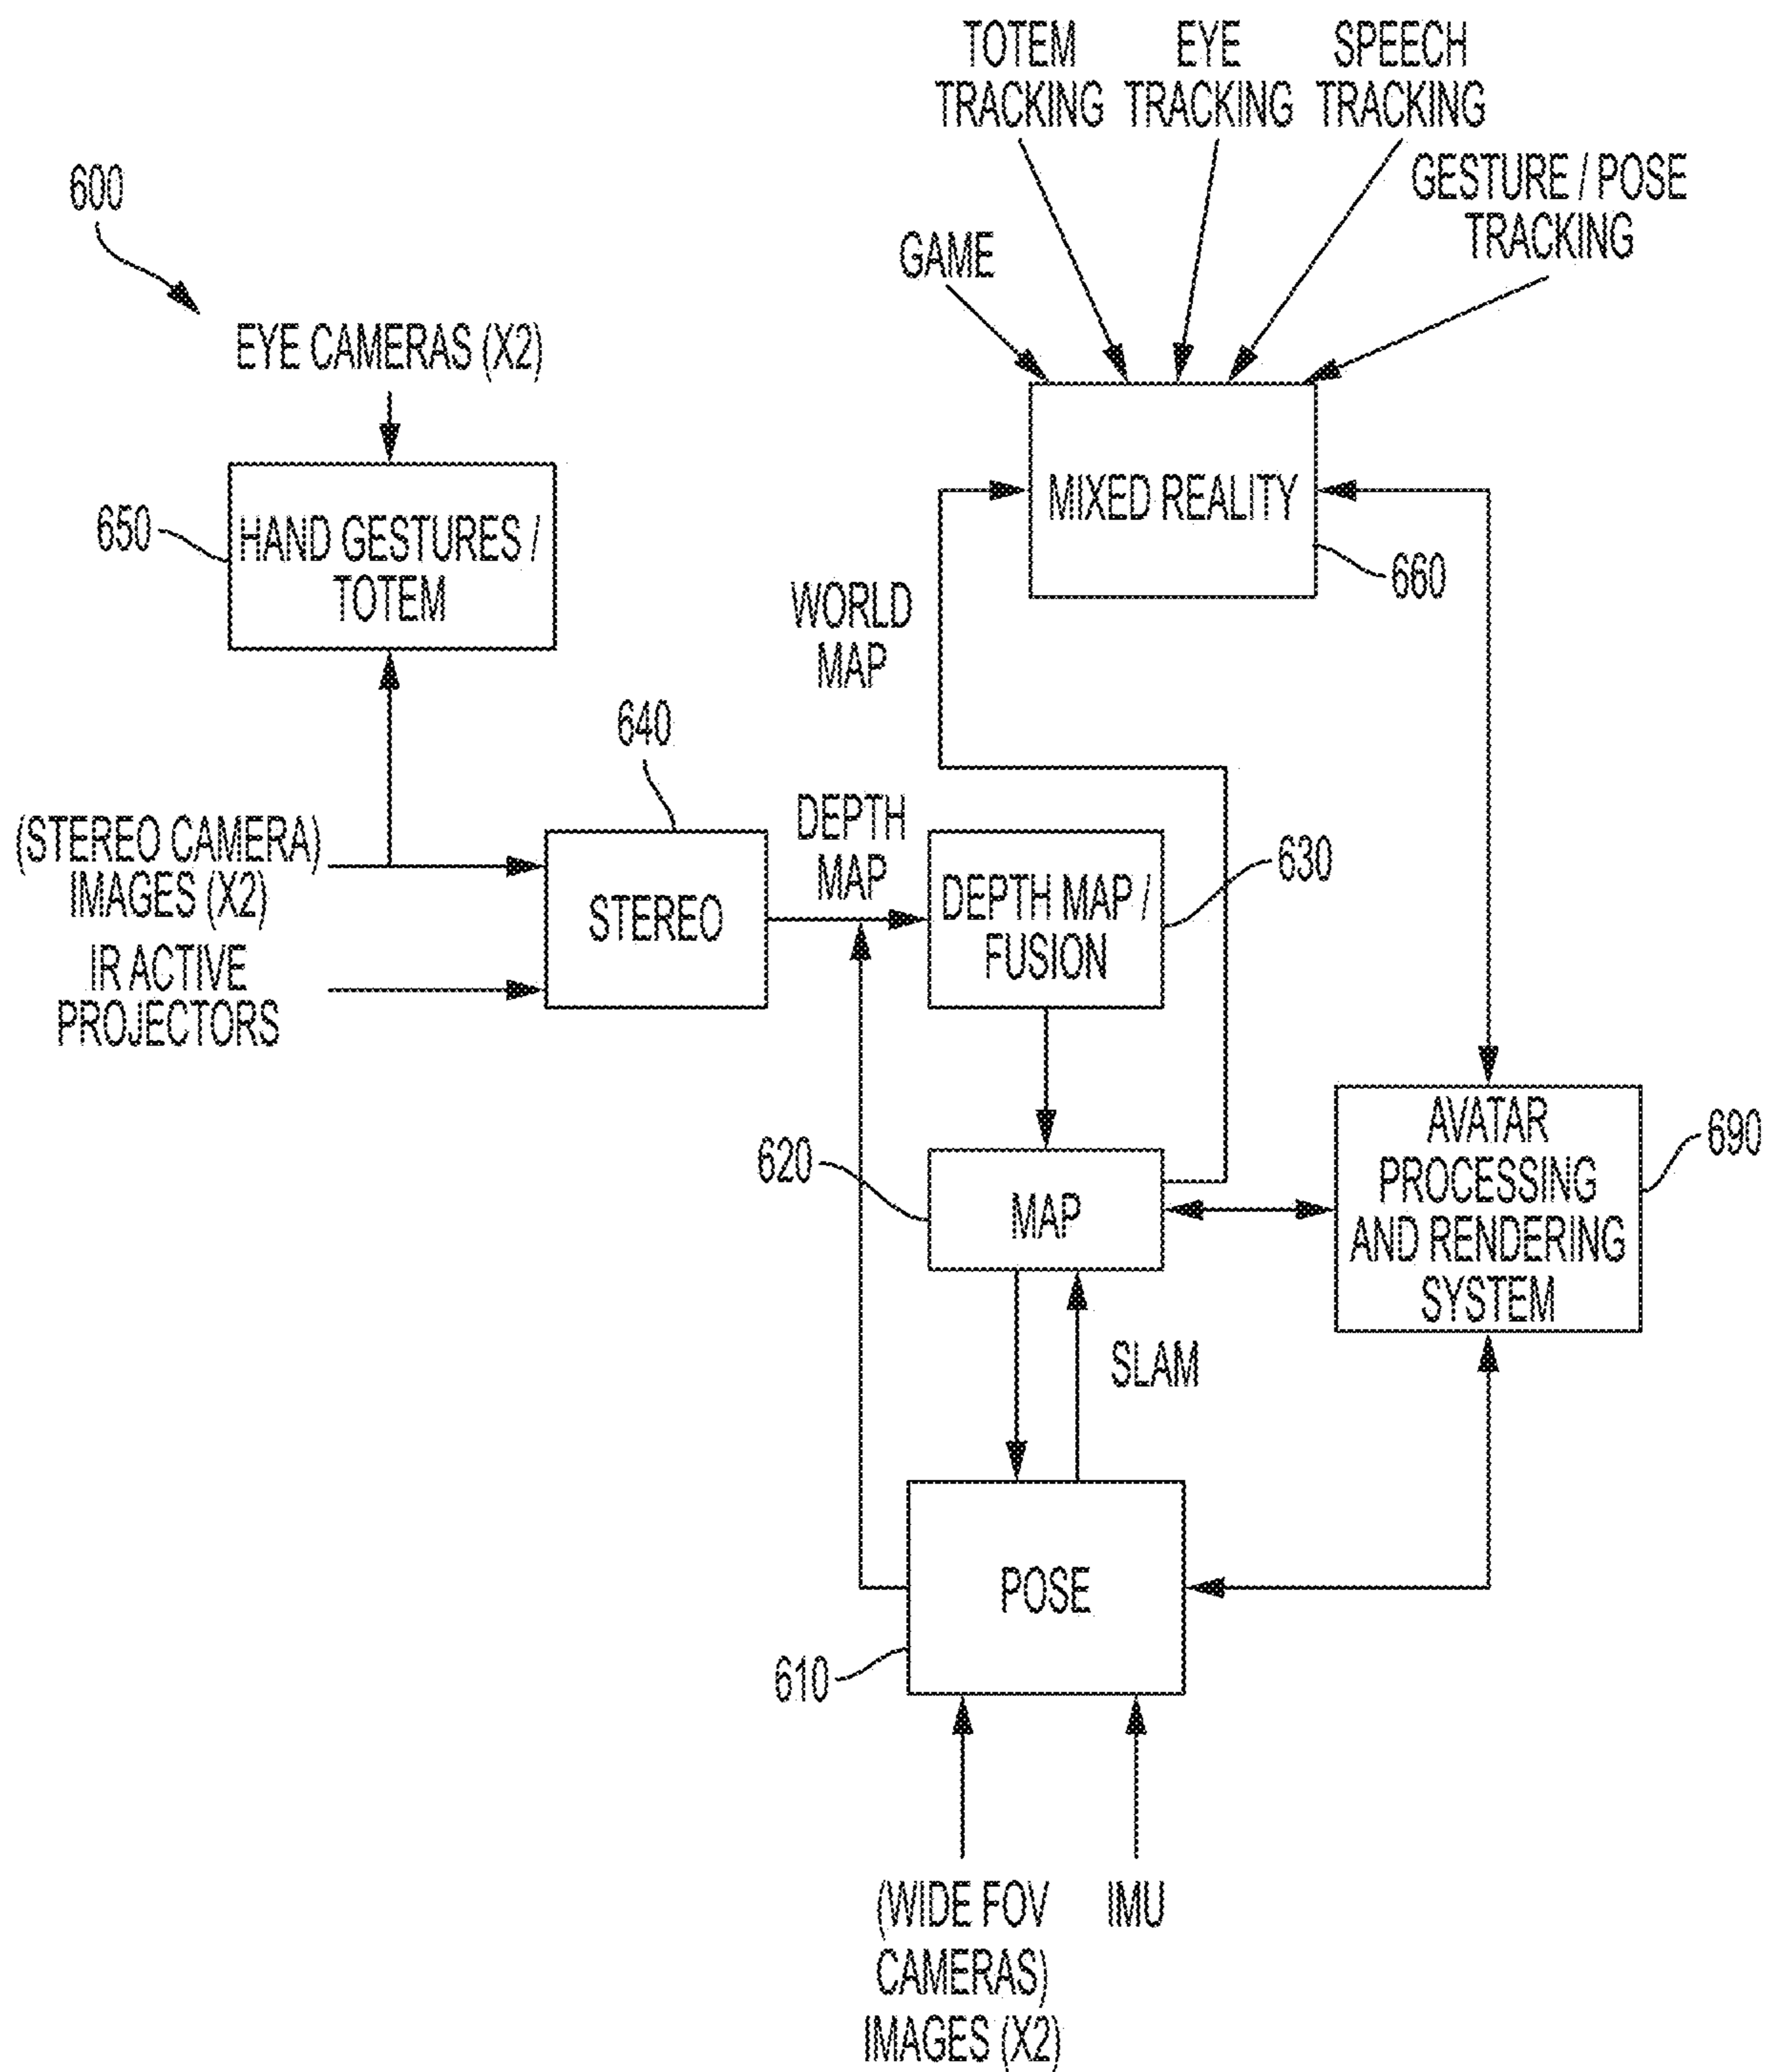 TOTEM
TRACKING
EYE
TRACKING
SPEECH
TRACKING
GESTURE / POSE
TRACKING
GAME
600
EYE CAMERAS (X2)
650
HAND GESTURES /
TOTEM
MIXED REALITY
660
WORLD
MAP
640
(STEREO CAMERA)
IMAGES (X2)
IR ACTIVE
PROJECTORS
STEREO
DEPTH
MAP
DEPTH MAP /
FUSION
630
620
MAP
AVATAR
PROCESSING
AND RENDERING
SYSTEM
690
SLAM
POSE
610
(WIDE FOV
CAMERAS)
IMAGES (X2)
IMU